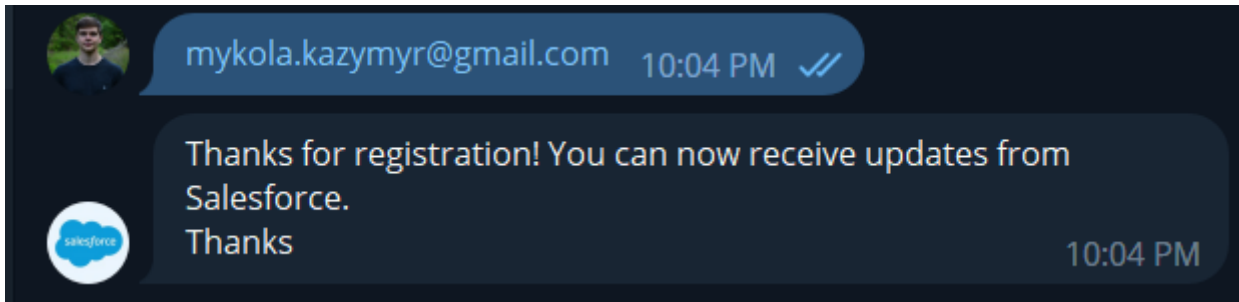 mykola.kazymyr@gmail.com 10:04 PM
Thanks for registration! You can now receive updates from
Salesforce.
salesforce
Thanks
10:04 PM